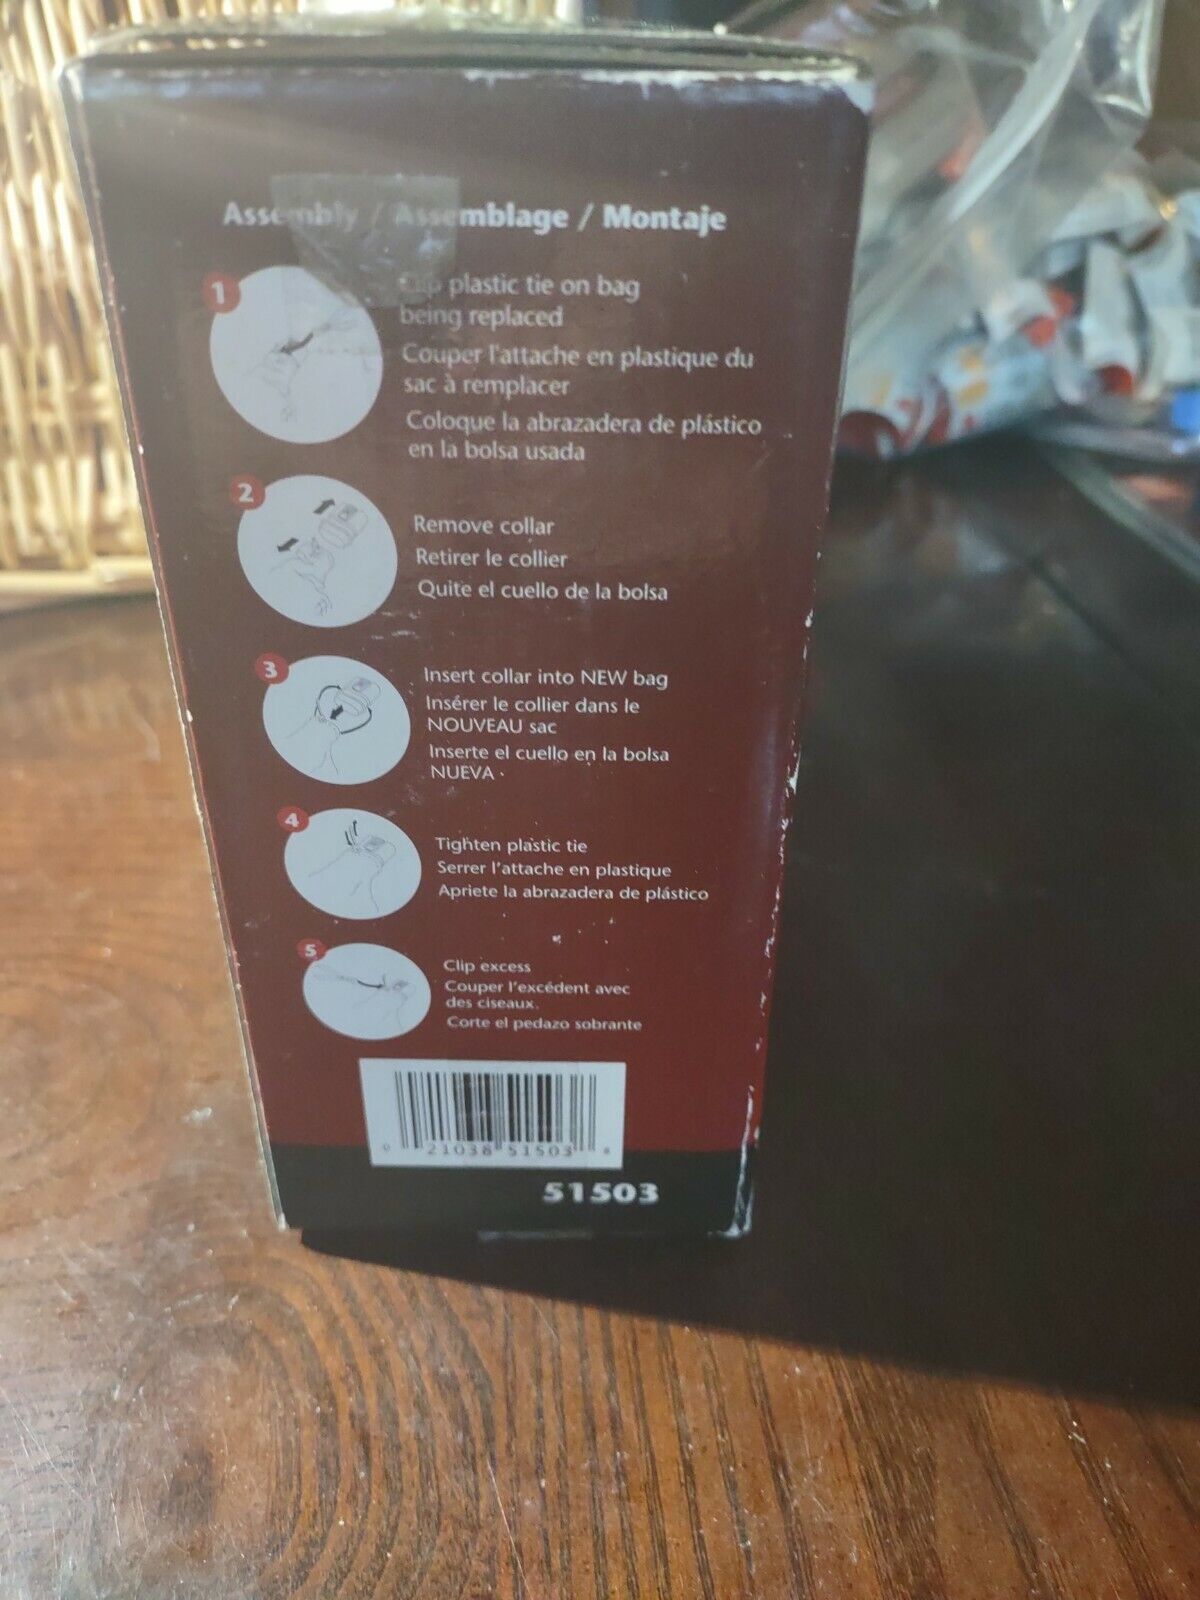 Assembly / Assemblage / Montaje
1
Clip plastic tie on bag
being replaced
Couper l'attache en plastique du
sac à remplacer
Coloque la abrazadera de plástico
en la bolsa usada
2
Remove collar
Retirer le collier
Quite el cuello de la bolsa
3
Insert collar into NEW bag
Insérer le collier dans le
NOUVEAU sac
Inserte el cuello en la bolsa
NUEVA
4
Tighten plastic tie
Serrer l'attache en plastique
Apriete la abrazadera de plástico
5
Clip excess
Couper l'excédent avec
des ciseaux.
Corte el pedazo sobrante
0 21038 51503
51503